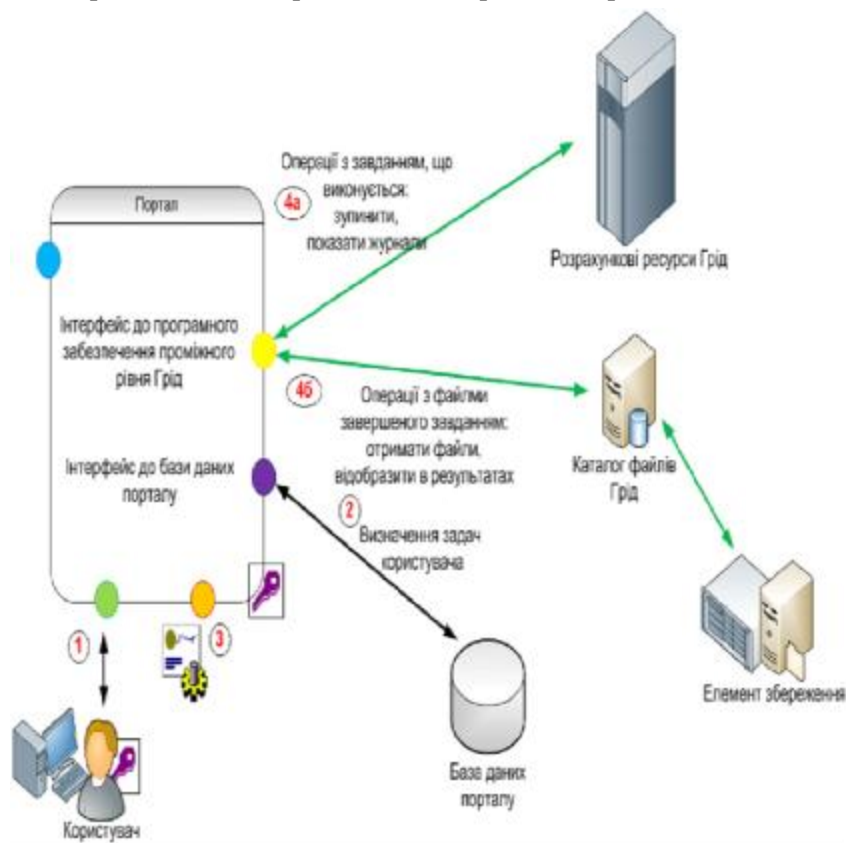 Портал
Інтерфейс до програмного
забезпечення проміжного
рівня Грід
Інтерфейс до бази даних
порталу
4а
Операції з завданням, що
виконується:
зупинити,
показати журнали
Розрахункові ресурси Грід
4б
Операції з файлми
завершеного завданням:
отримати файли,
відобразити в результатах
Каталог файлів
Грід
2
Визначення задач
користувача
Елемент збереження
1
3
База даних
порталу
Користувач